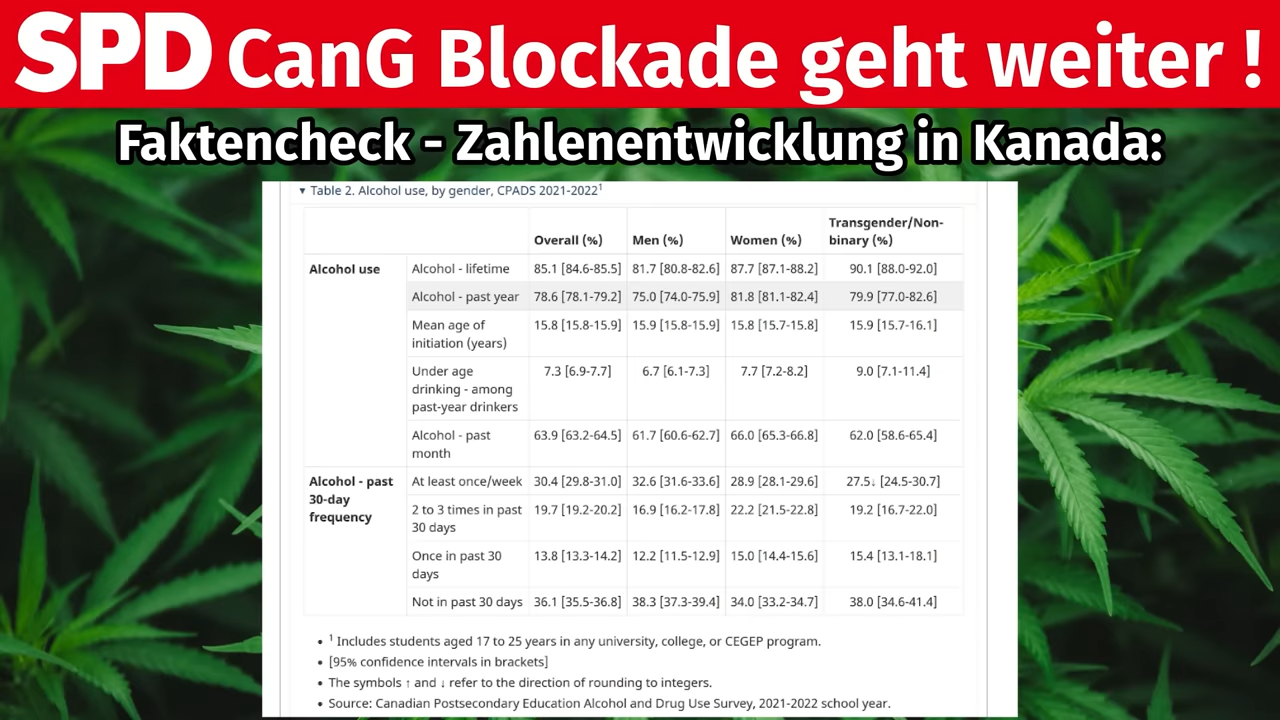 SPD CanG Blockade geht weiter !
Faktencheck - Zahlenentwicklung in Kanada:
▼ Table 2. Alcohol use, by gender, CPADS 2021-2022¹
Overall (%) Men (%) Women (%) Transgender/Non-
binary (%)
Alcohol use Alcohol - lifetime 85.1 [84.6-85.5] 81.7 [80.8-82.6] 87.7 [87.1-88.2] 90.1 [88.0-92.0]
Alcohol - past year 78.6 [78.1-79.2] 75.0 [74.0-75.9] 81.8 [81.1-82.4] 79.9 [77.0-82.6]
Mean age of 15.8 [15.8-15.9] 15.9 [15.8-15.9] 15.8 [15.7-15.8] 15.9 [15.7-16.1]
initiation (years)
Under age 7.3 [6.9-7.7] 6.7 [6.1-7.3] 7.7 [7.2-8.2] 9.0 [7.1-11.4]
drinking - among
past-year drinkers
Alcohol - past 63.9 [63.2-64.5] 61.7 [60.6-62.7] 66.0 [65.3-66.8] 62.0 [58.6-65.4]
month
Alcohol - past At least once/week 30.4 [29.8-31.0] 32.6 [31.6-33.6] 28.9 [28.1-29.6] 27.5↓ [24.5-30.7]
30-day
frequency
2 to 3 times in past 19.7 [19.2-20.2] 16.9 [16.2-17.8] 22.2 [21.5-22.8] 19.2 [16.7-22.0]
30 days
Once in past 30 13.8 [13.3-14.2] 12.2 [11.5-12.9] 15.0 [14.4-15.6] 15.4 [13.1-18.1]
days
Not in past 30 days 36.1 [35.5-36.8] 38.3 [37.3-39.4] 34.0 [33.2-34.7] 38.0 [34.6-41.4]
• ¹ Includes students aged 17 to 25 years in any university, college, or CEGEP program.
• [95% confidence intervals in brackets]
• The symbols ↑ and ↓ refer to the direction of rounding to integers.
• Source: Canadian Postsecondary Education Alcohol and Drug Use Survey, 2021-2022 school year.